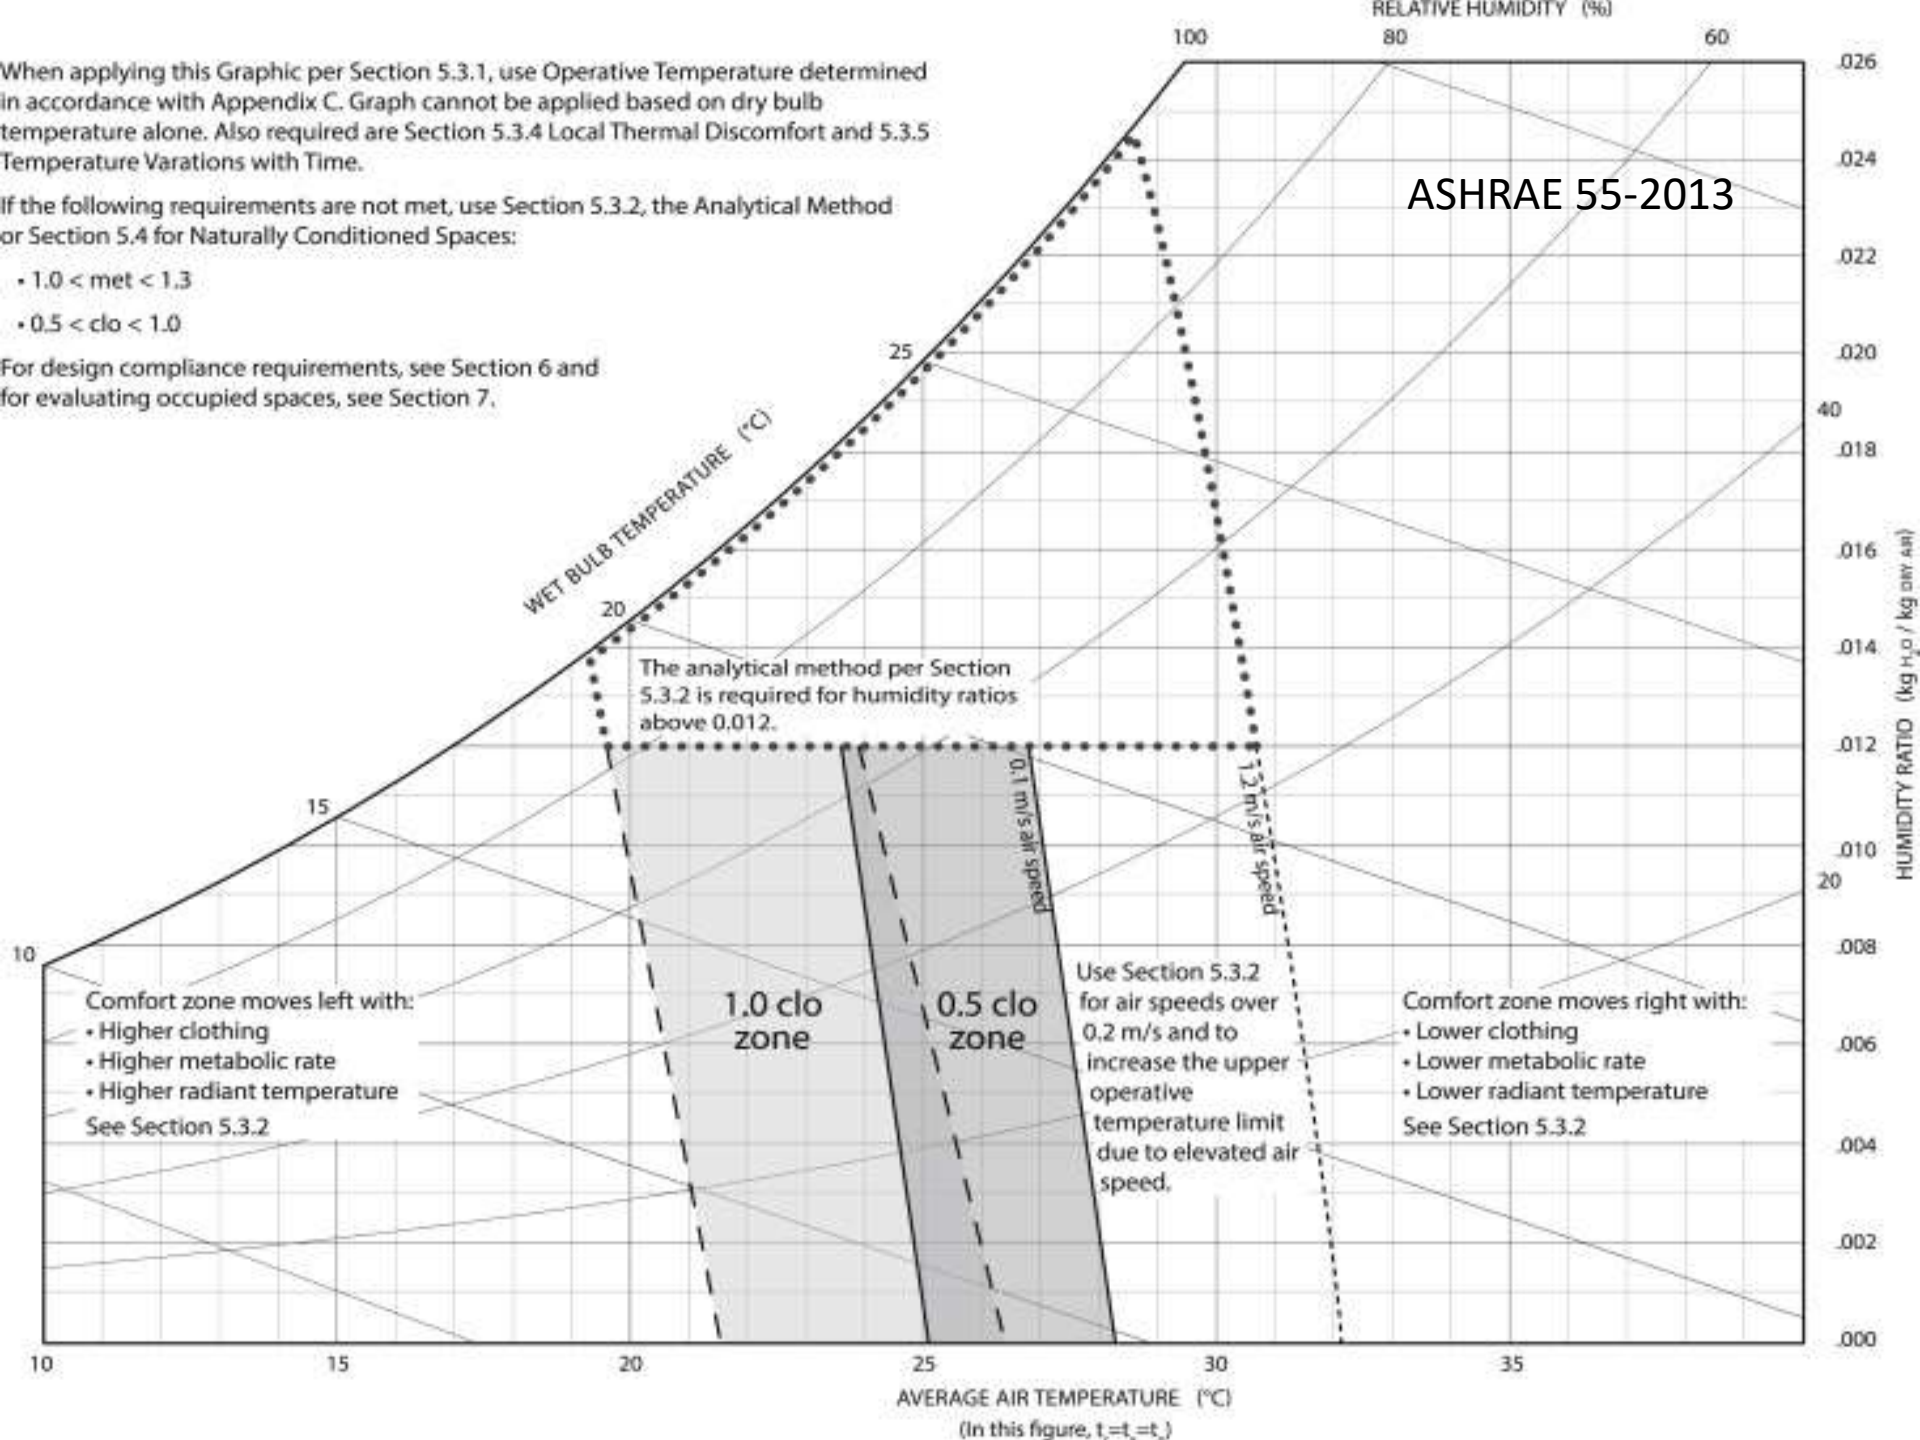 RELATIVE HUMIDITY (%)
100 80 60
When applying this Graphic per Section 5.3.1, use Operative Temperature determined
in accordance with Appendix C. Graph cannot be applied based on dry bulb
temperature alone. Also required are Section 5.3.4 Local Thermal Discomfort and 5.3.5
Temperature Varations with Time.
If the following requirements are not met, use Section 5.3.2, the Analytical Method
or Section 5.4 for Naturally Conditioned Spaces:
• 1.0 < met < 1.3
• 0.5 < clo < 1.0
For design compliance requirements, see Section 6 and
for evaluating occupied spaces, see Section 7.
ASHRAE 55-2013
WET BULB TEMPERATURE (°C)
25
20
15
10
The analytical method per Section
5.3.2 is required for humidity ratios
above 0.012.
0.1 m/s air speed
1.2 m/s air speed
1.0 clo
zone
0.5 clo
zone
Comfort zone moves left with:
• Higher clothing
• Higher metabolic rate
• Higher radiant temperature
See Section 5.3.2
Use Section 5.3.2
for air speeds over
0.2 m/s and to
increase the upper
operative
temperature limit
due to elevated air
speed.
Comfort zone moves right with:
• Lower clothing
• Lower metabolic rate
• Lower radiant temperature
See Section 5.3.2
.026
.024
.022
.020
40
.018
.016
.014
.012
.010
20
.008
.006
.004
.002
.000
HUMIDITY RATIO (kg H₂O / kg DRY AIR)
10 15 20 25 30 35
AVERAGE AIR TEMPERATURE (°C)
(In this figure,